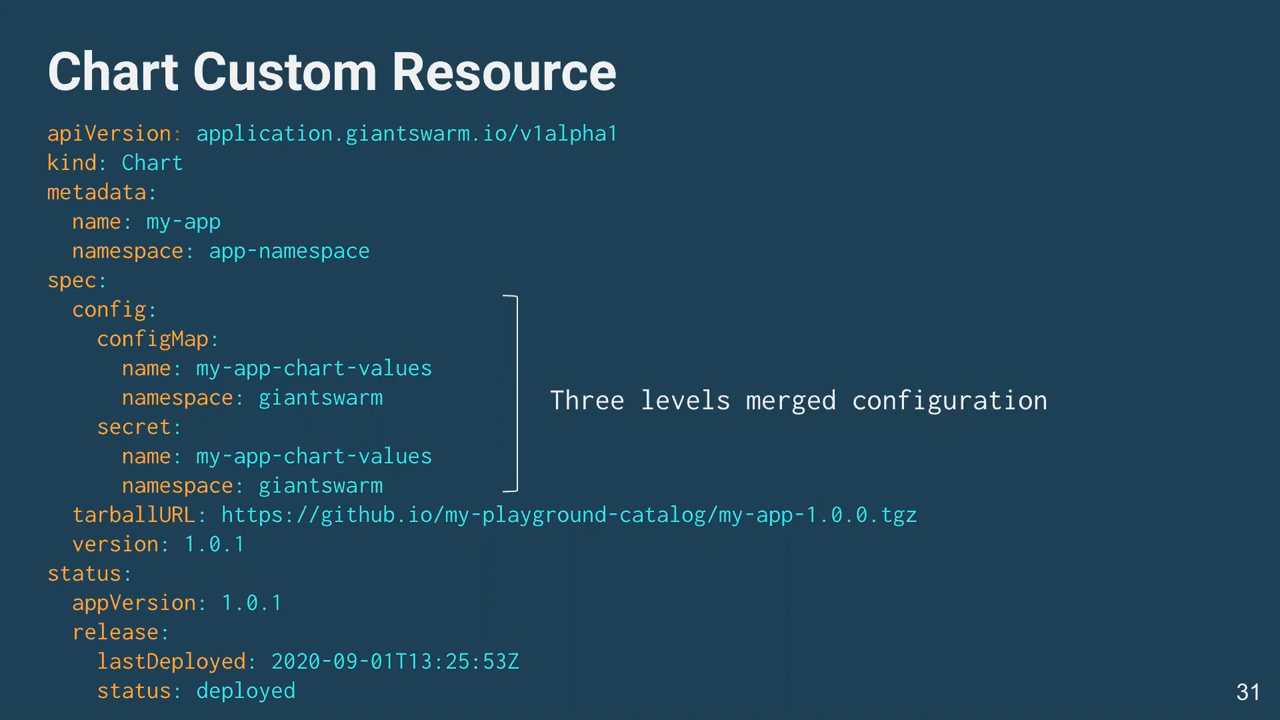 Chart Custom Resource
apiVersion: application.giantswarm.io/v1alpha1
kind: Chart
metadata:
  name: my-app
  namespace: app-namespace
spec:
  config:
    configMap:
      name: my-app-chart-values
      namespace: giantswarm
    secret:
      name: my-app-chart-values
      namespace: giantswarm
Three levels merged configuration
  tarballURL: https://github.io/my-playground-catalog/my-app-1.0.0.tgz
  version: 1.0.1
status:
  appVersion: 1.0.1
  release:
    lastDeployed: 2020-09-01T13:25:53Z
    status: deployed
31